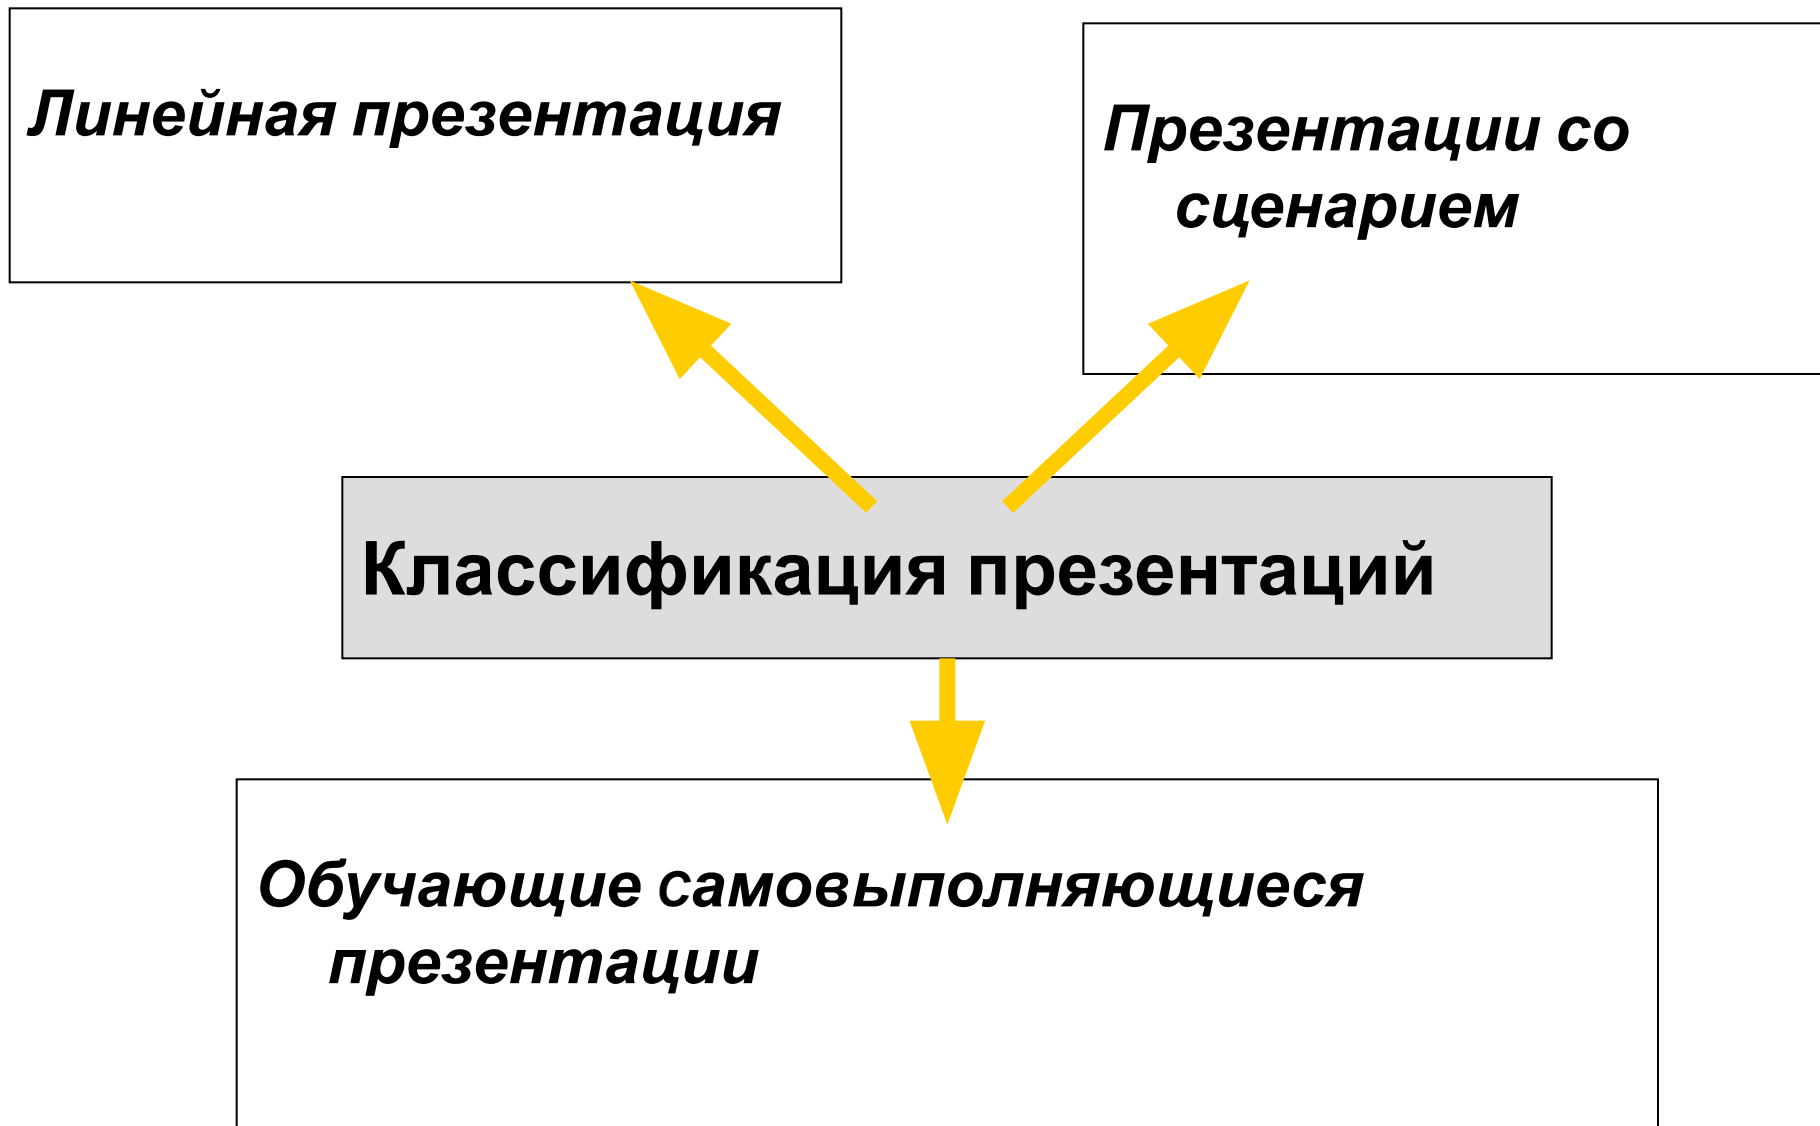 Линейная презентация
Презентации со
сценарием
Классификация презентаций
Обучающие самовыполняющиеся
презентации